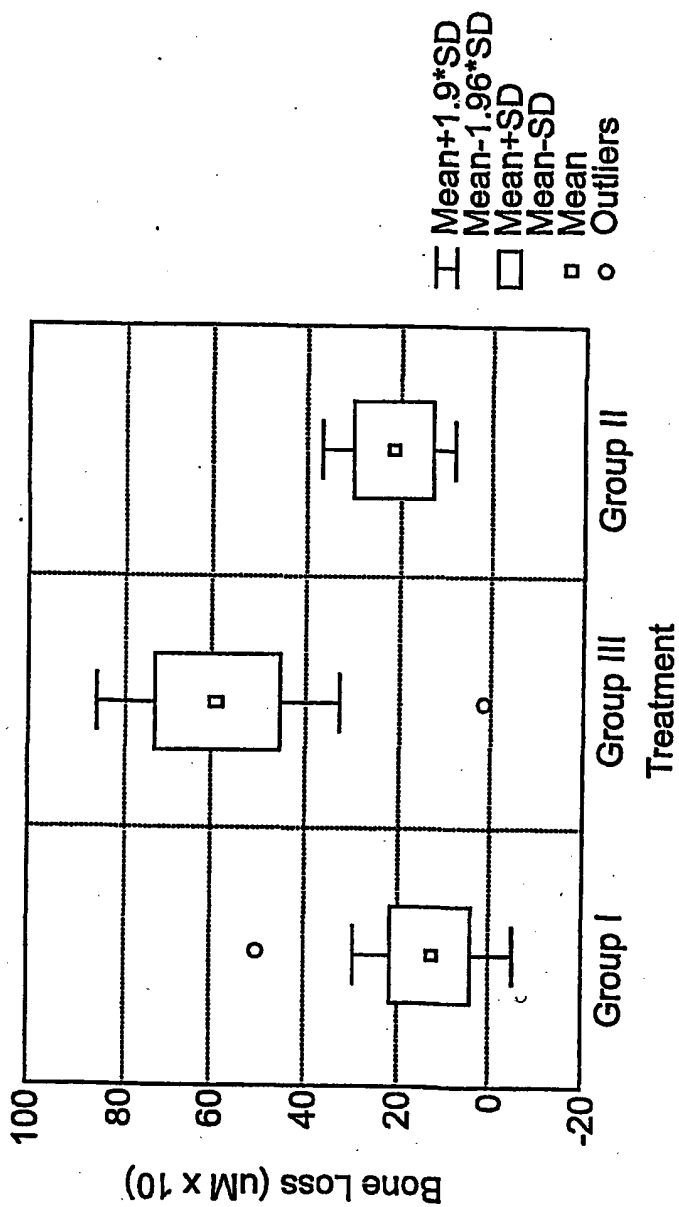 Bone Loss (uM x 10)
100
80
60
40
20
0
-20
Group I
Group III
Group II
Treatment
Mean+1.9*SD
Mean-1.96*SD
Mean+SD
Mean-SD
Mean
Outliers